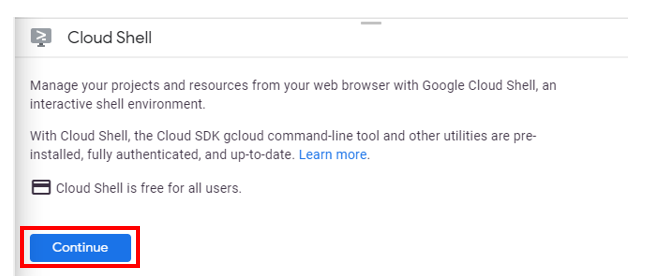 Cloud Shell
Manage your projects and resources from your web browser with Google Cloud Shell, an
interactive shell environment.
With Cloud Shell, the Cloud SDK gcloud command-line tool and other utilities are pre-
installed, fully authenticated, and up-to-date. Learn more.
Cloud Shell is free for all users.
Continue